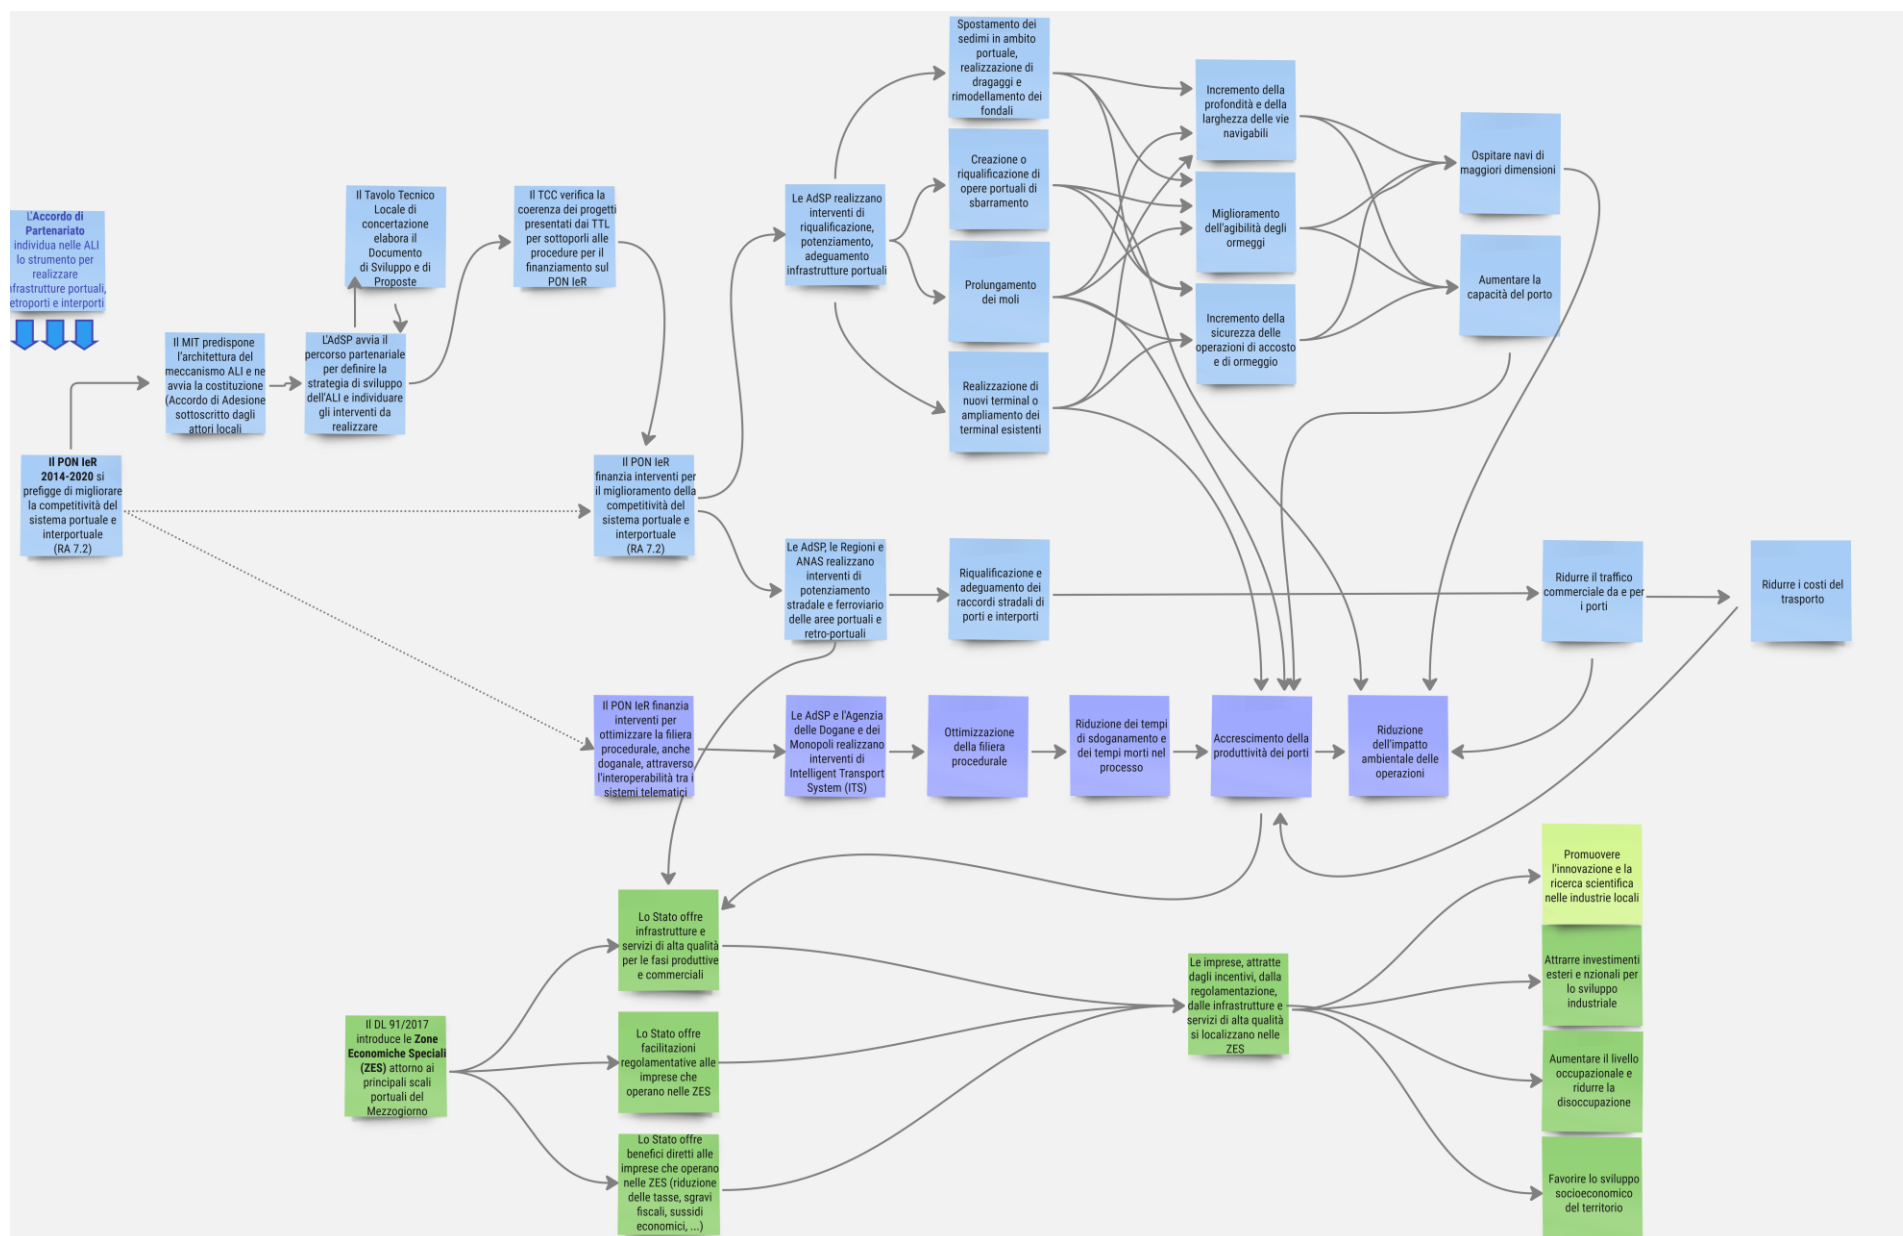 L'Accordo di
Partenariato
individua nelle ALI
lo strumento per
realizzare
nfrastrutture portuali,
etroporti e interporti
Il PON IeR
2014-2020 si
prefigge di migliorare
la competitività del
sistema portuale e
interportuale
(RA 7.2)
Il MIT predispone
l'architettura del
meccanismo ALI e ne
avvia la costituzione
(Accordo di Adesione
sottoscritto dagli
attori locali
Il Tavolo Tecnico
Locale di
concertazione
elabora il
Documento
di Sviluppo e di
Proposte
L'AdSP avvia il
percorso partenariale
per definire la
strategia di sviluppo
dell'ALI e individuare
gli interventi da
realizzare
Il TCC verifica la
coerenza dei progetti
presentati dai TTL
per sottoporli alle
procedure per il
finanziamento sul
PON IeR
Il PON IeR
finanzia interventi per
il miglioramento della
competitività del
sistema portuale e
interportuale
(RA 7.2)
Le AdSP realizzano
interventi di
riqualificazione,
potenziamento,
adeguamento
infrastrutture portuali
Spostamento dei
sedimi in ambito
portuale,
realizzazione di
dragaggi e
rimodellamento dei
fondali
Creazione o
riqualificazione di
opere portuali di
sbarramento
Prolungamento
dei moli
Realizzazione di
nuovi terminal o
ampliamento dei
terminal esistenti
Incremento della
profondità e della
larghezza delle vie
navigabili
Miglioramento
dell'agibilità degli
ormeggi
Incremento della
sicurezza delle
operazioni di accosto
e di ormeggio
Ospitare navi di
maggiori dimensioni
Aumentare la
capacità del porto
Le AdSP, le Regioni e
ANAS realizzano
interventi di
potenziamento
stradale e ferroviario
delle aree portuali e
retro-portuali
Riqualificazione e
adeguamento dei
raccordi stradali di
porti e interporti
Ridurre il traffico
commerciale da e per
i porti
Ridurre i costi del
trasporto
Il PON IeR finanzia
interventi per
ottimizzare la filiera
procedurale, anche
doganale, attraverso
l'interoperabilità tra i
sistemi telematici
Le AdSP e l'Agenzia
delle Dogane e dei
Monopoli realizzano
interventi di
Intelligent Transport
System (ITS)
Ottimizzazione
della filiera
procedurale
Riduzione dei tempi
di sdoganamento e
dei tempi morti nel
processo
Accrescimento della
produttività dei porti
Riduzione
dell'impatto
ambientale delle
operazioni
Il DL 91/2017
introduce le Zone
Economiche Speciali
(ZES) attorno ai
principali scali
portuali del
Mezzogiorno
Lo Stato offre
infrastrutture e
servizi di alta qualità
per le fasi produttive
e commerciali
Lo Stato offre
facilitazioni
regolamentative alle
imprese che
operano nelle ZES
Lo Stato offre
benefici diretti alle
imprese che operano
nelle ZES (riduzione
delle tasse, sgravi
fiscali, sussidi
economici, ...)
Le imprese, attratte
dagli incentivi, dalla
regolamentazione,
dalle infrastrutture e
servizi di alta qualità
si localizzano nelle
ZES
Promuovere
l'innovazione e la
ricerca scientifica
nelle industrie locali
Attrarre investimenti
esteri e nzionali per
lo sviluppo
industriale
Aumentare il livello
occupazionale e
ridurre la
disoccupazione
Favorire lo sviluppo
socioeconomico
del territorio